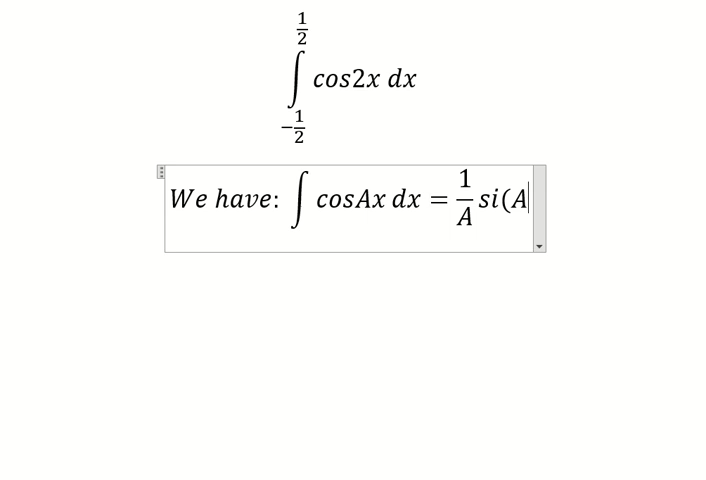 ∫_{-1/2}^{1/2} cos2x dx
We have: ∫ cosAx dx = 1/A si(A